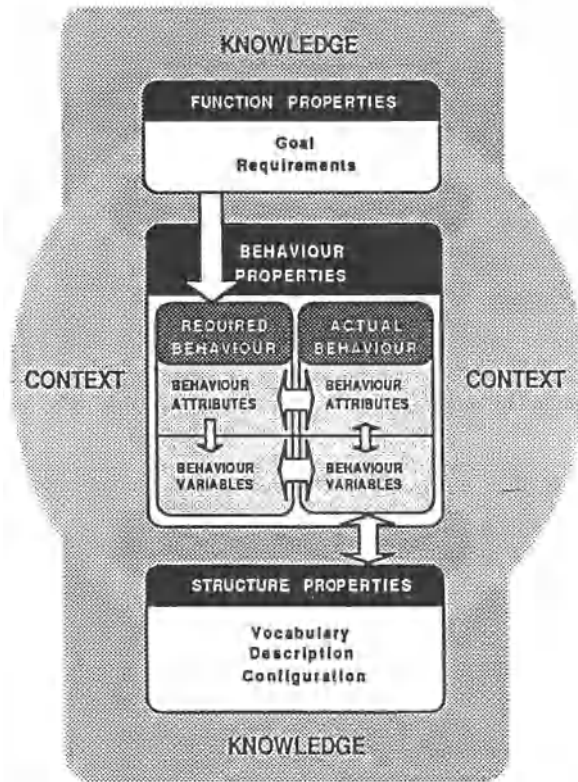 KNOWLEDGE
FUNCTION PROPERTIES
Goal
Requirements
BEHAVIOUR
PROPERTIES
REQUIRED
BEHAVIOUR
ACTUAL
BEHAVIOUR
CONTEXT
BEHAVIOUR
ATTRIBUTES
BEHAVIOUR
ATTRIBUTES
CONTEXT
BEHAVIOUR
VARIABLES
BEHAVIOUR
VARIABLES
STRUCTURE PROPERTIES
Vocabulary
Description
Configuration
KNOWLEDGE